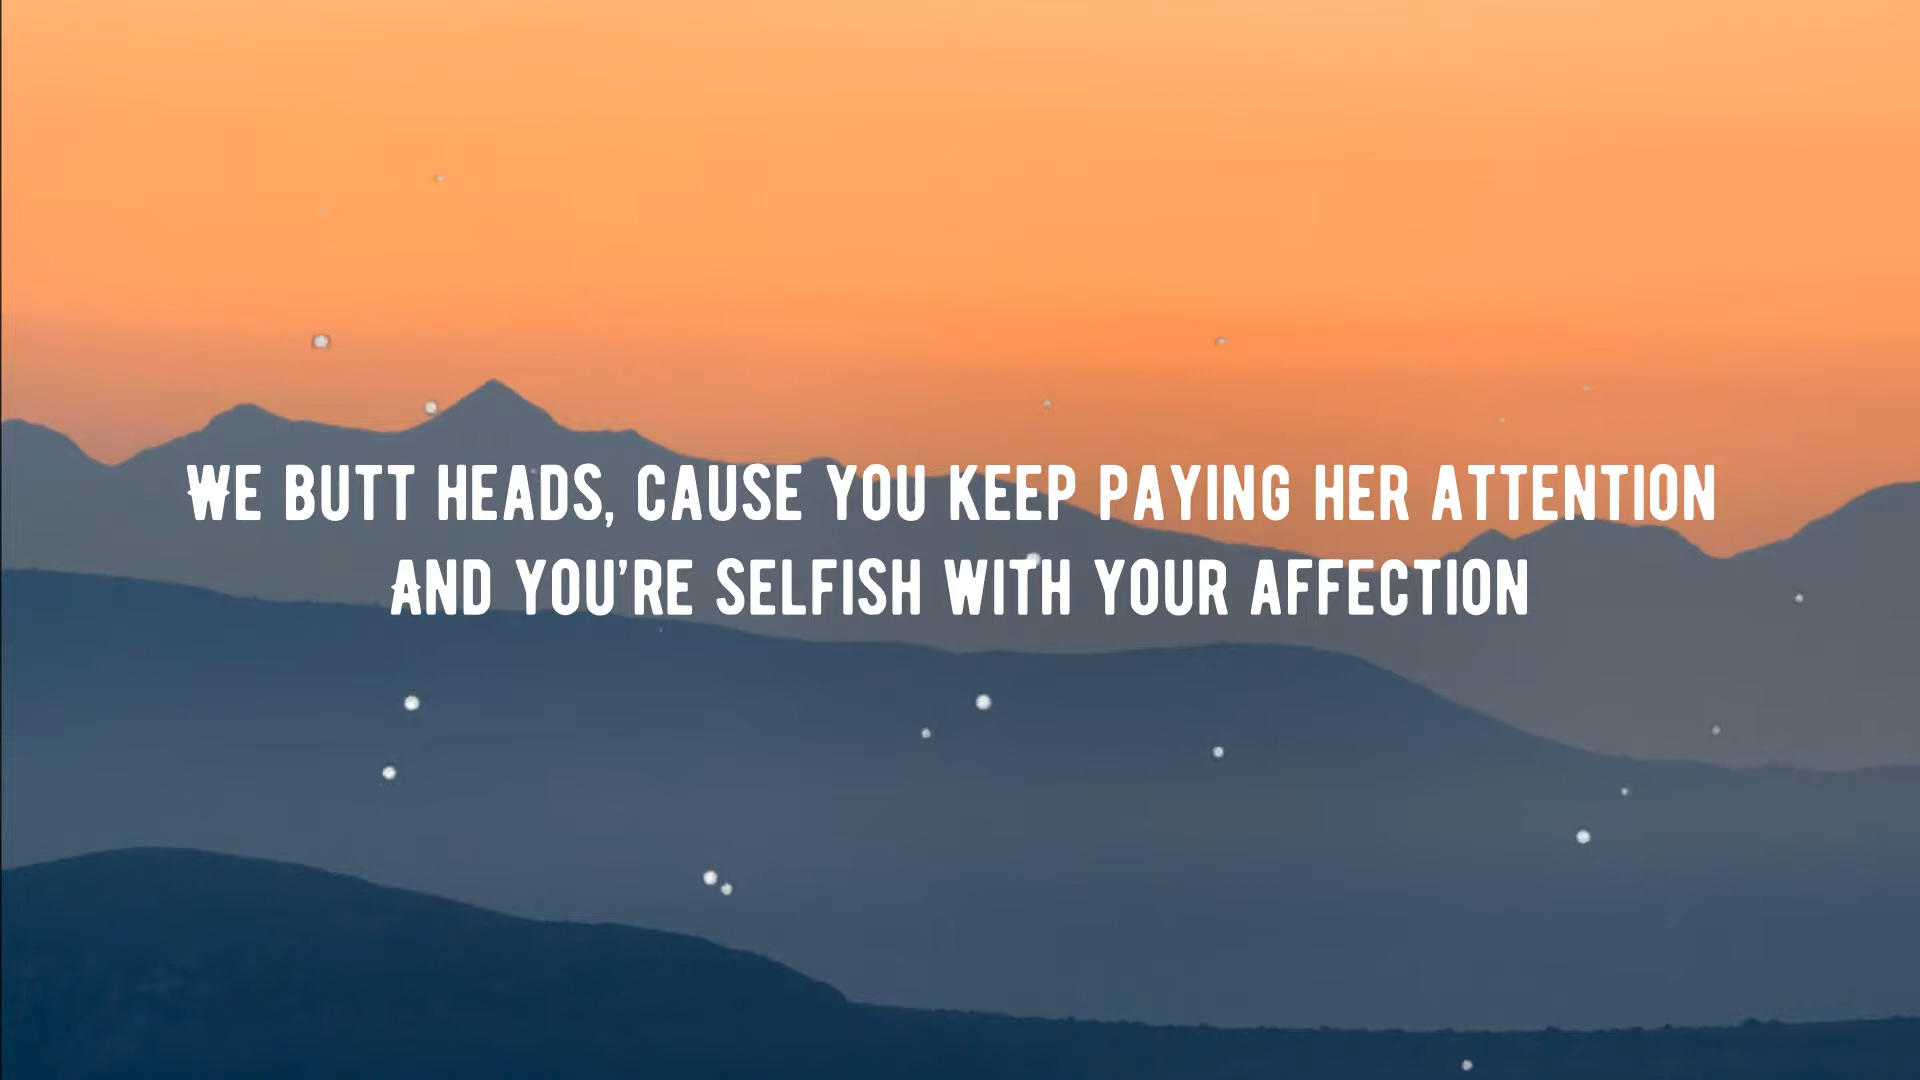 WE BUTT HEADS, CAUSE YOU KEEP PAYING HER ATTENTION
AND YOU'RE SELFISH WITH YOUR AFFECTION